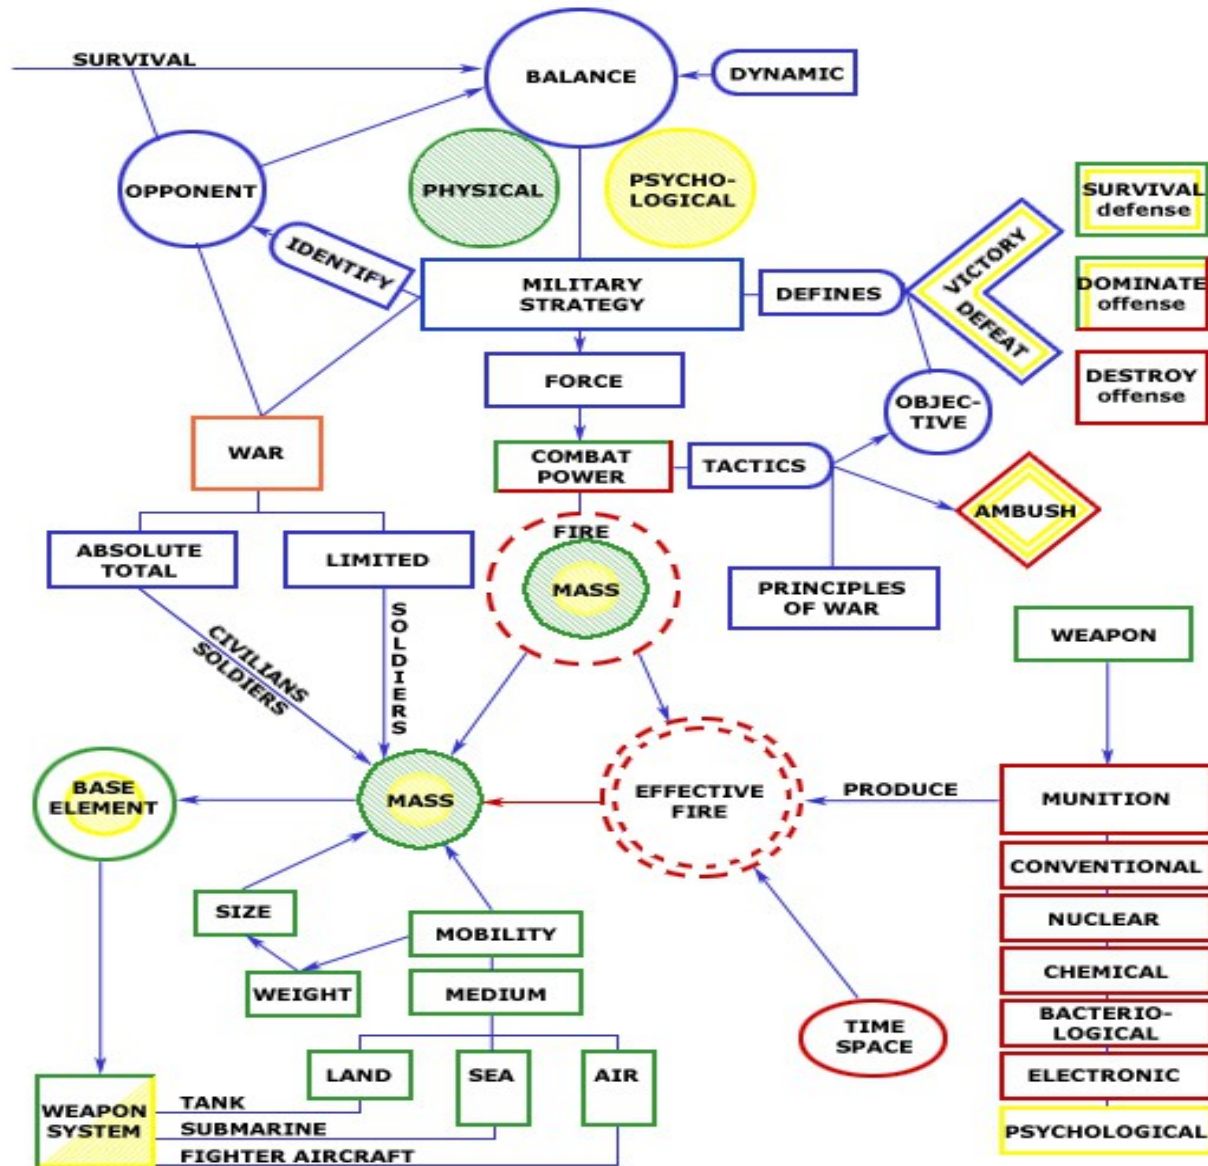 SURVIVAL
BALANCE
DYNAMIC
OPPONENT
PHYSICAL
PSYCHO-
LOGICAL
SURVIVAL
defense
IDENTIFY
MILITARY
STRATEGY
DEFINES
VICTORY
DEFEAT
DOMINATE
offense
FORCE
DESTROY
offense
OBJEC-
TIVE
WAR
COMBAT
POWER
TACTICS
AMBUSH
ABSOLUTE
TOTAL
LIMITED
FIRE
MASS
PRINCIPLES
OF WAR
CIVILIANS
SOLDIERS
SOLDIERS
WEAPON
BASE
ELEMENT
MASS
EFFECTIVE
FIRE
PRODUCE
MUNITION
CONVENTIONAL
SIZE
NUCLEAR
MOBILITY
CHEMICAL
WEIGHT
MEDIUM
BACTERIO-
LOGICAL
TIME
SPACE
LAND
SEA
AIR
ELECTRONIC
WEAPON
SYSTEM
TANK
SUBMARINE
FIGHTER AIRCRAFT
PSYCHOLOGICAL